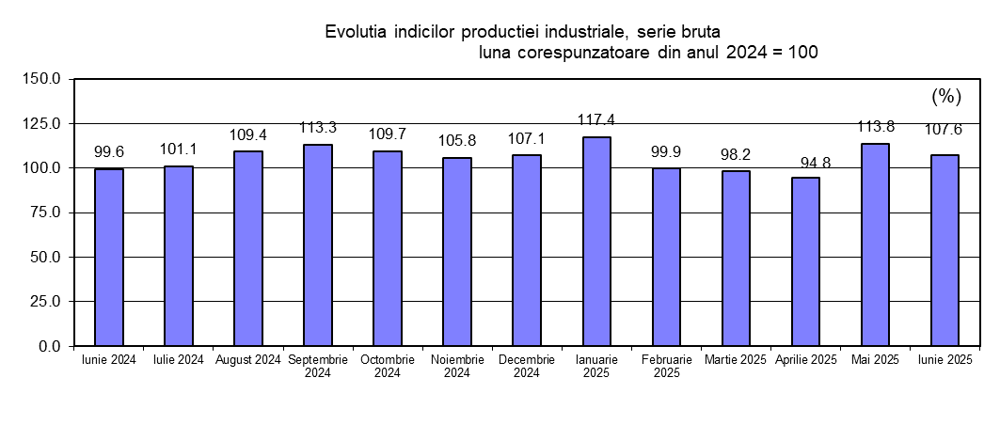 Evolutia indicilor productiei industriale, serie bruta
luna corespunzatoare din anul 2024 = 100
(%)
150.0
125.0
100.0
75.0
50.0
25.0
0.0
99.6
101.1
109.4
113.3
109.7
105.8
107.1
117.4
99.9
98.2
94.8
113.8
107.6
Iunie 2024
Iulie 2024
August 2024
Septembrie
2024
Octombrie
2024
Noiembrie
2024
Decembrie
2024
Ianuarie
2025
Februarie
2025
Martie 2025
Aprilie 2025
Mai 2025
Iunie 2025